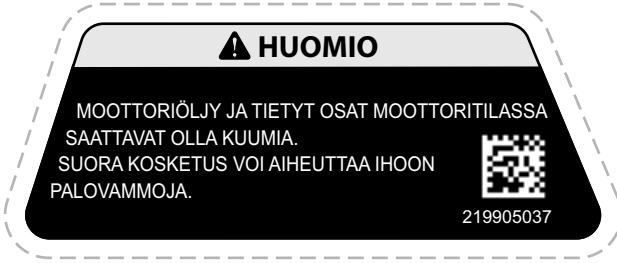 HUOMIO
MOOTTORIÖLJY JA TIETYT OSAT MOOTTORITILASSA
SAATTAVAT OLLA KUUMIA.
SUORA KOSKETUS VOI AIHEUTTAA IHOON
PALOVAMMOJA.
219905037